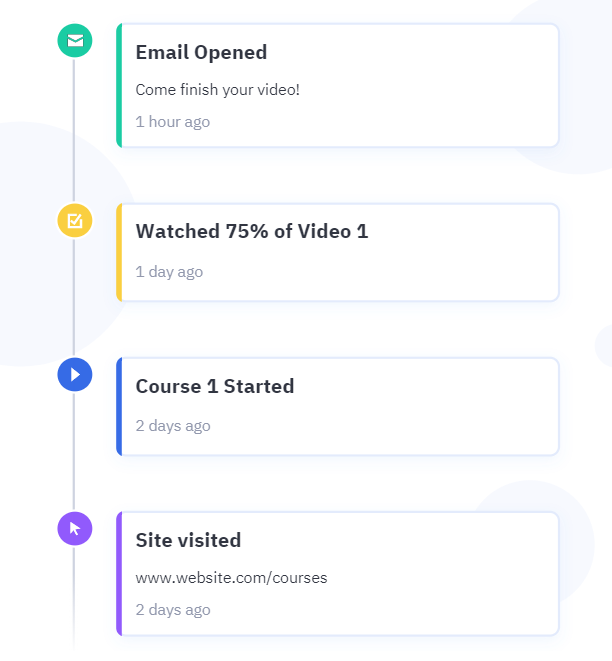 Email Opened
Come finish your video!
1 hour ago
Watched 75% of Video 1
1 day ago
Course 1 Started
2 days ago
Site visited
www.website.com/courses
2 days ago